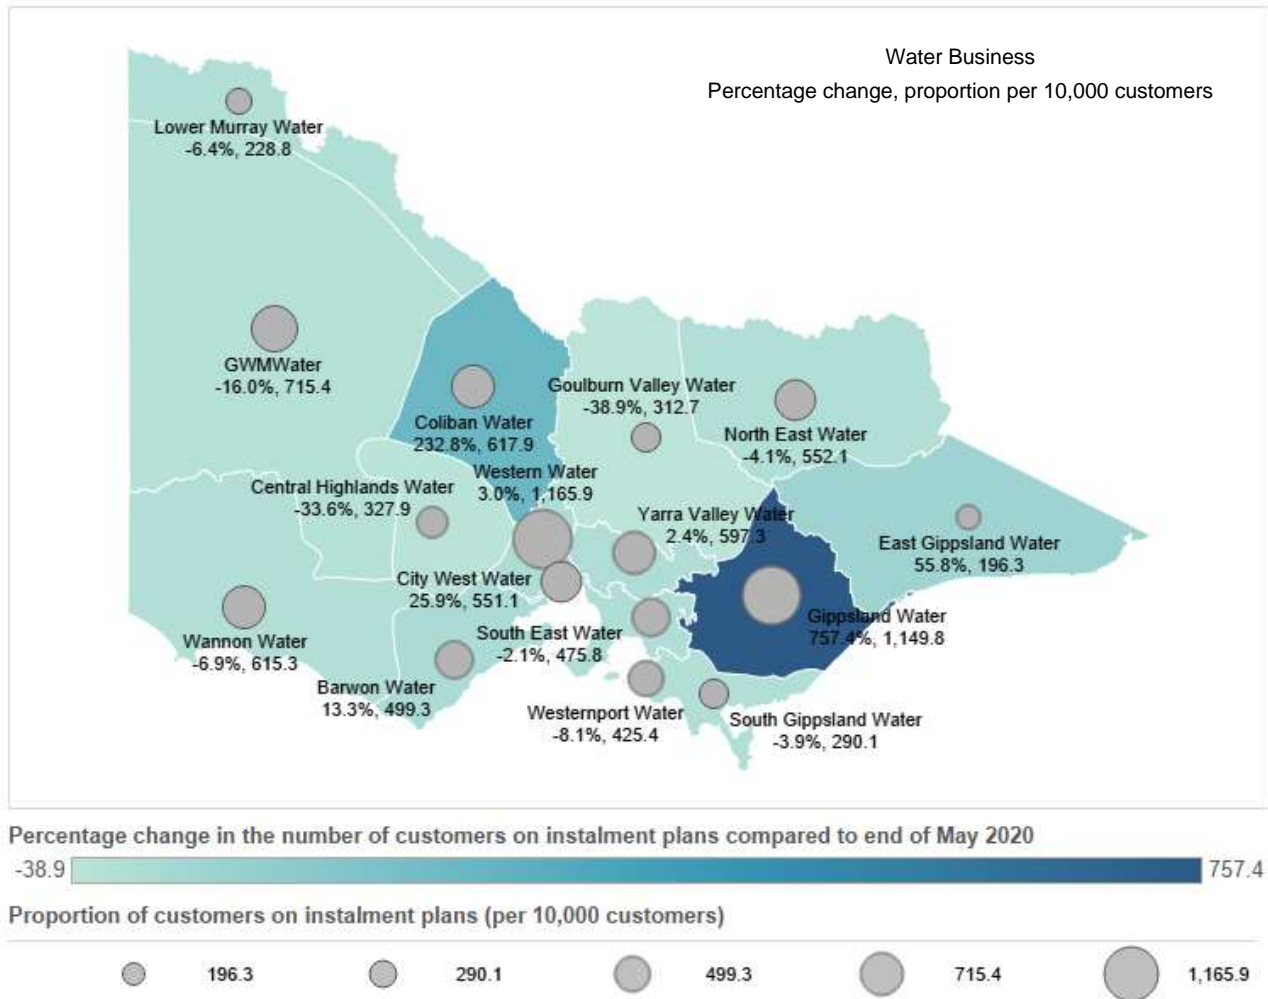 Water Business
Percentage change, proportion per 10,000 customers
Lower Murray Water
-6.4%, 228.8
GWMWater
-16.0%, 715.4
Coliban Water
232.8%, 617.9
Goulburn Valley Water
-38.9%, 312.7
North East Water
-4.1%, 552.1
Western Water
3.0%, 1,165.9
Central Highlands Water
-33.6%, 327.9
Yarra Valley Water
2.4%, 597.3
East Gippsland Water
55.8%, 196.3
City West Water
25.9%, 551.1
Gippsland Water
757.4%, 1,149.8
Wannon Water
-6.9%, 615.3
South East Water
-2.1%, 475.8
Barwon Water
13.3%, 499.3
Westernport Water
-8.1%, 425.4
South Gippsland Water
-3.9%, 290.1
Percentage change in the number of customers on instalment plans compared to end of May 2020
-38.9 757.4
Proportion of customers on instalment plans (per 10,000 customers)
196.3 290.1 499.3 715.4 1,165.9